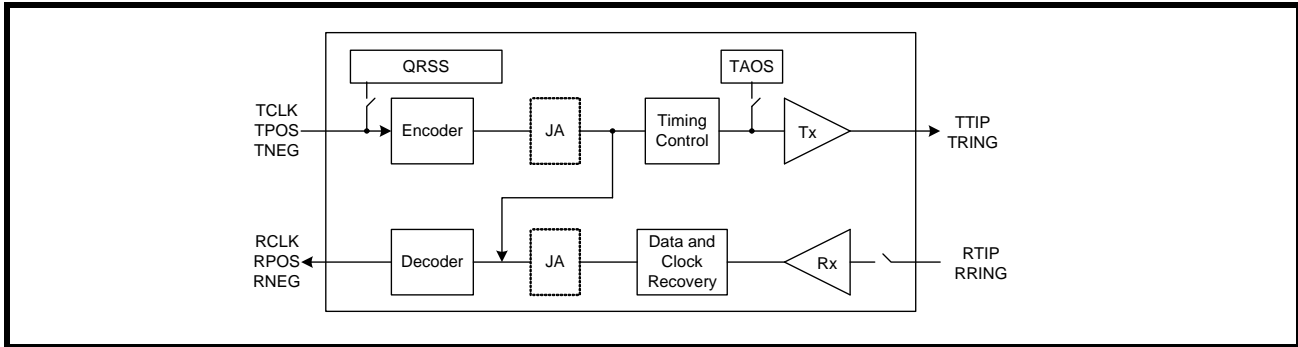 QRSS
TAOS
TCLK
TPOS
TNEG
Encoder
JA
Timing
Control
Tx
TTIP
TRING
RCLK
RPOS
RNEG
Decoder
JA
Data and
Clock
Recovery
Rx
RTIP
RRING